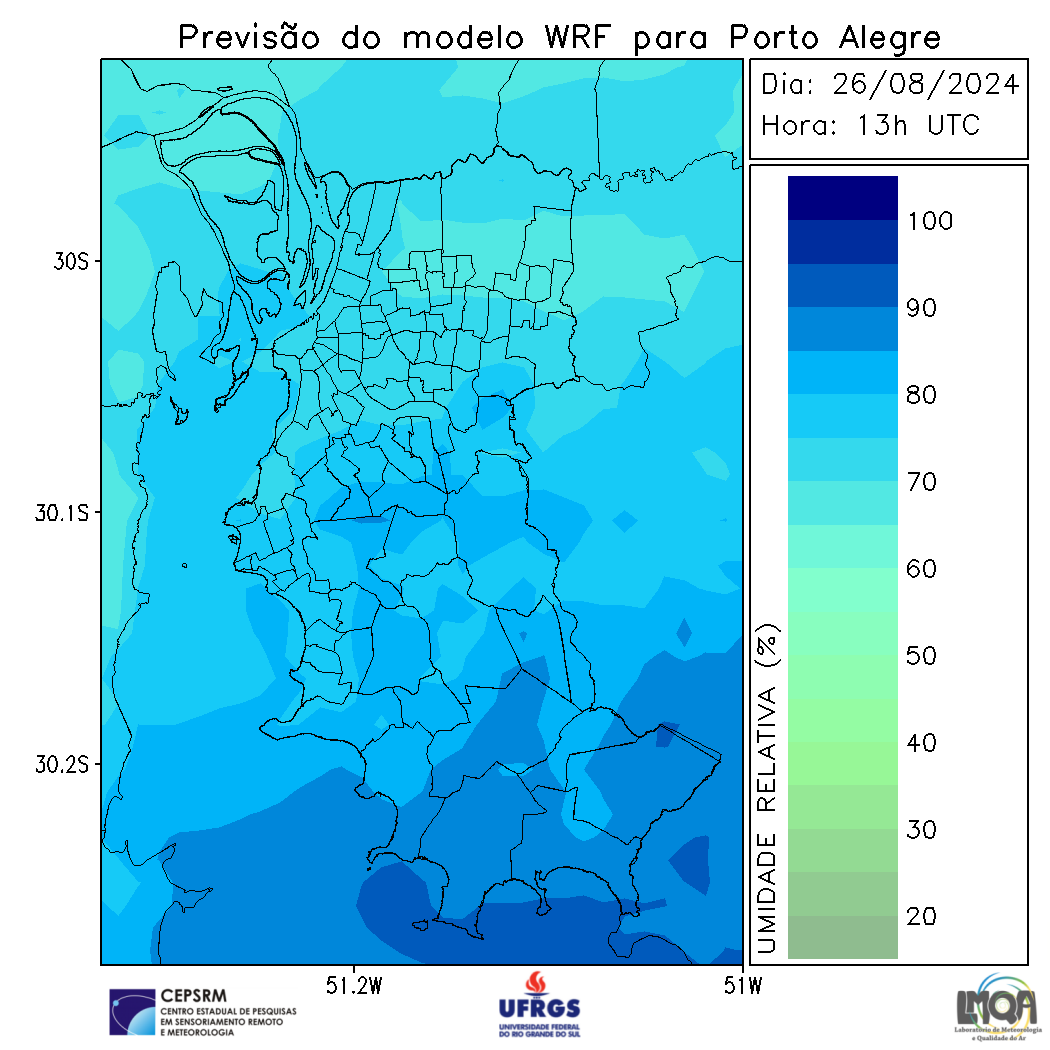 Previsão do modelo WRF para Porto Alegre
Dia: 26/08/2024
Hora: 13h UTC
30S
30.1S
30.2S
51.2W
51W
100
90
80
70
60
50
40
30
20
UMIDADE RELATIVA (%)
CEPSRM
CENTRO ESTADUAL DE PESQUISAS
EM SENSORIAMENTO REMOTO
E METEOROLOGIA
UFRGS
UNIVERSIDADE FEDERAL
DO RIO GRANDE DO SUL
LMQA
Laboratório de Meteorologia
e Qualidade do Ar